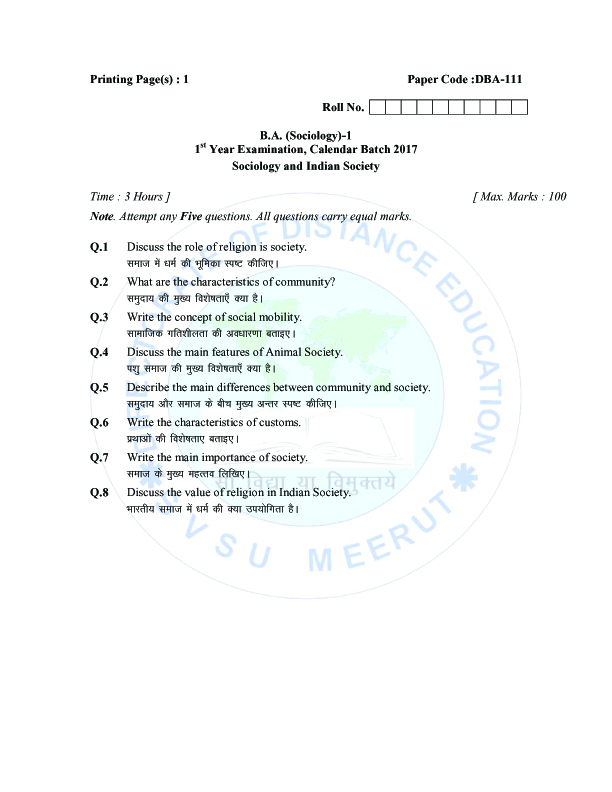 Printing Page(s) : 1 Paper Code :DBA-111
Roll No.
B.A. (Sociology)-1
1st Year Examination, Calendar Batch 2017
Sociology and Indian Society
Time : 3 Hours ] [ Max. Marks : 100
Note. Attempt any Five questions. All questions carry equal marks.
Q.1 Discuss the role of religion is society.
समाज में धर्म की भूमिका स्पष्ट कीजिए।
Q.2 What are the characteristics of community?
समुदाय की मुख्य विशेषताएँ क्या है।
Q.3 Write the concept of social mobility.
सामाजिक गतिशीलता की अवधारणा बताइए।
Q.4 Discuss the main features of Animal Society.
पशु समाज की मुख्य विशेषताएँ क्या है।
Q.5 Describe the main differences between community and society.
समुदाय और समाज के बीच मुख्य अन्तर स्पष्ट कीजिए।
Q.6 Write the characteristics of customs.
प्रथाओं की विशेषताए बताइए।
Q.7 Write the main importance of society.
समाज के मुख्य महत्तव लिखिए।
Q.8 Discuss the value of religion in Indian Society.
भारतीय समाज में धर्म की क्या उपयोगिता है।
DIRECTORATE OF DISTANCE EDUCATION
सा विद्या या विमुक्तये
SVSU MEERUT